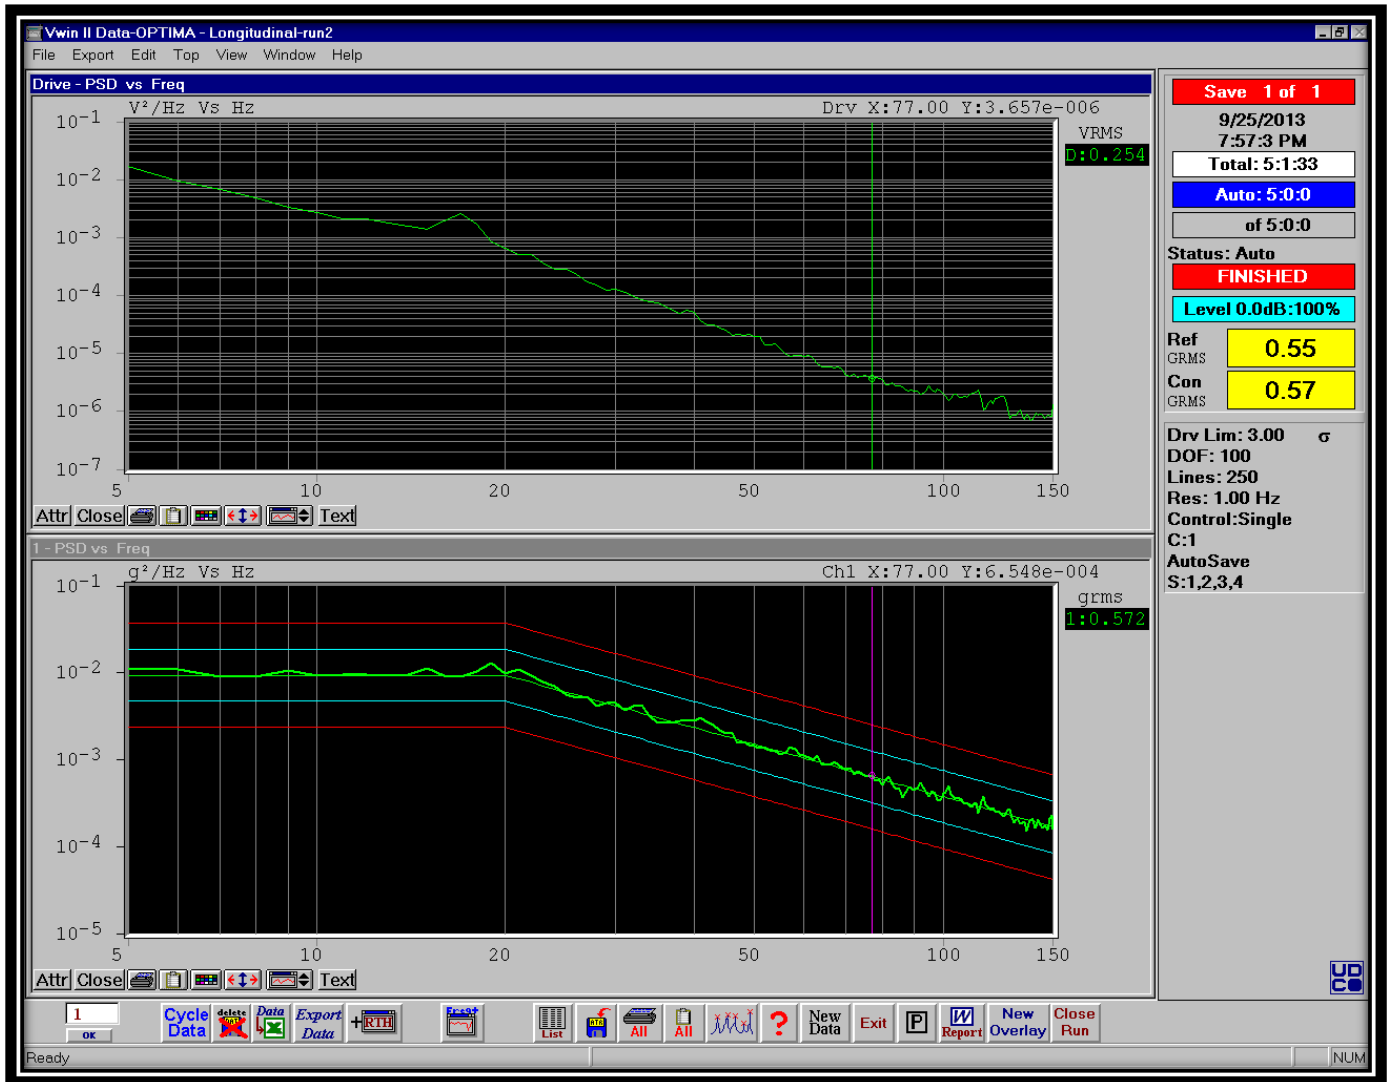 Vwin II Data-OPTIMA - Longitudinal-run2
File Export Edit Top View Window Help
Drive - PSD vs Freq
V²/Hz Vs Hz
Drv X:77.00 Y:3.657e-006
VRMS
D:0.254
10-1
10-2
10-3
10-4
10-5
10-6
10-7
5 10 20 50 100 150
Attr Close Text
1 - PSD vs Freq
g²/Hz Vs Hz
Ch1 X:77.00 Y:6.548e-004
grms
1:0.572
10-1
10-2
10-3
10-4
10-5
5 10 20 50 100 150
Attr Close Text
Save 1 of 1
9/25/2013
7:57:3 PM
Total: 5:1:33
Auto: 5:0:0
of 5:0:0
Status: Auto
FINISHED
Level 0.0dB:100%
Ref
GRMS
0.55
Con
GRMS
0.57
Drv Lim: 3.00 σ
DOF: 100
Lines: 250
Res: 1.00 Hz
Control:Single
C:1
AutoSave
S:1,2,3,4
UD
CO
1
OK
Cycle
Data
delete
Data
Export
Data
+RTH
List
All
All
?
New
Data
Exit
P
W
Report
New
Overlay
Close
Run
Ready
NUM